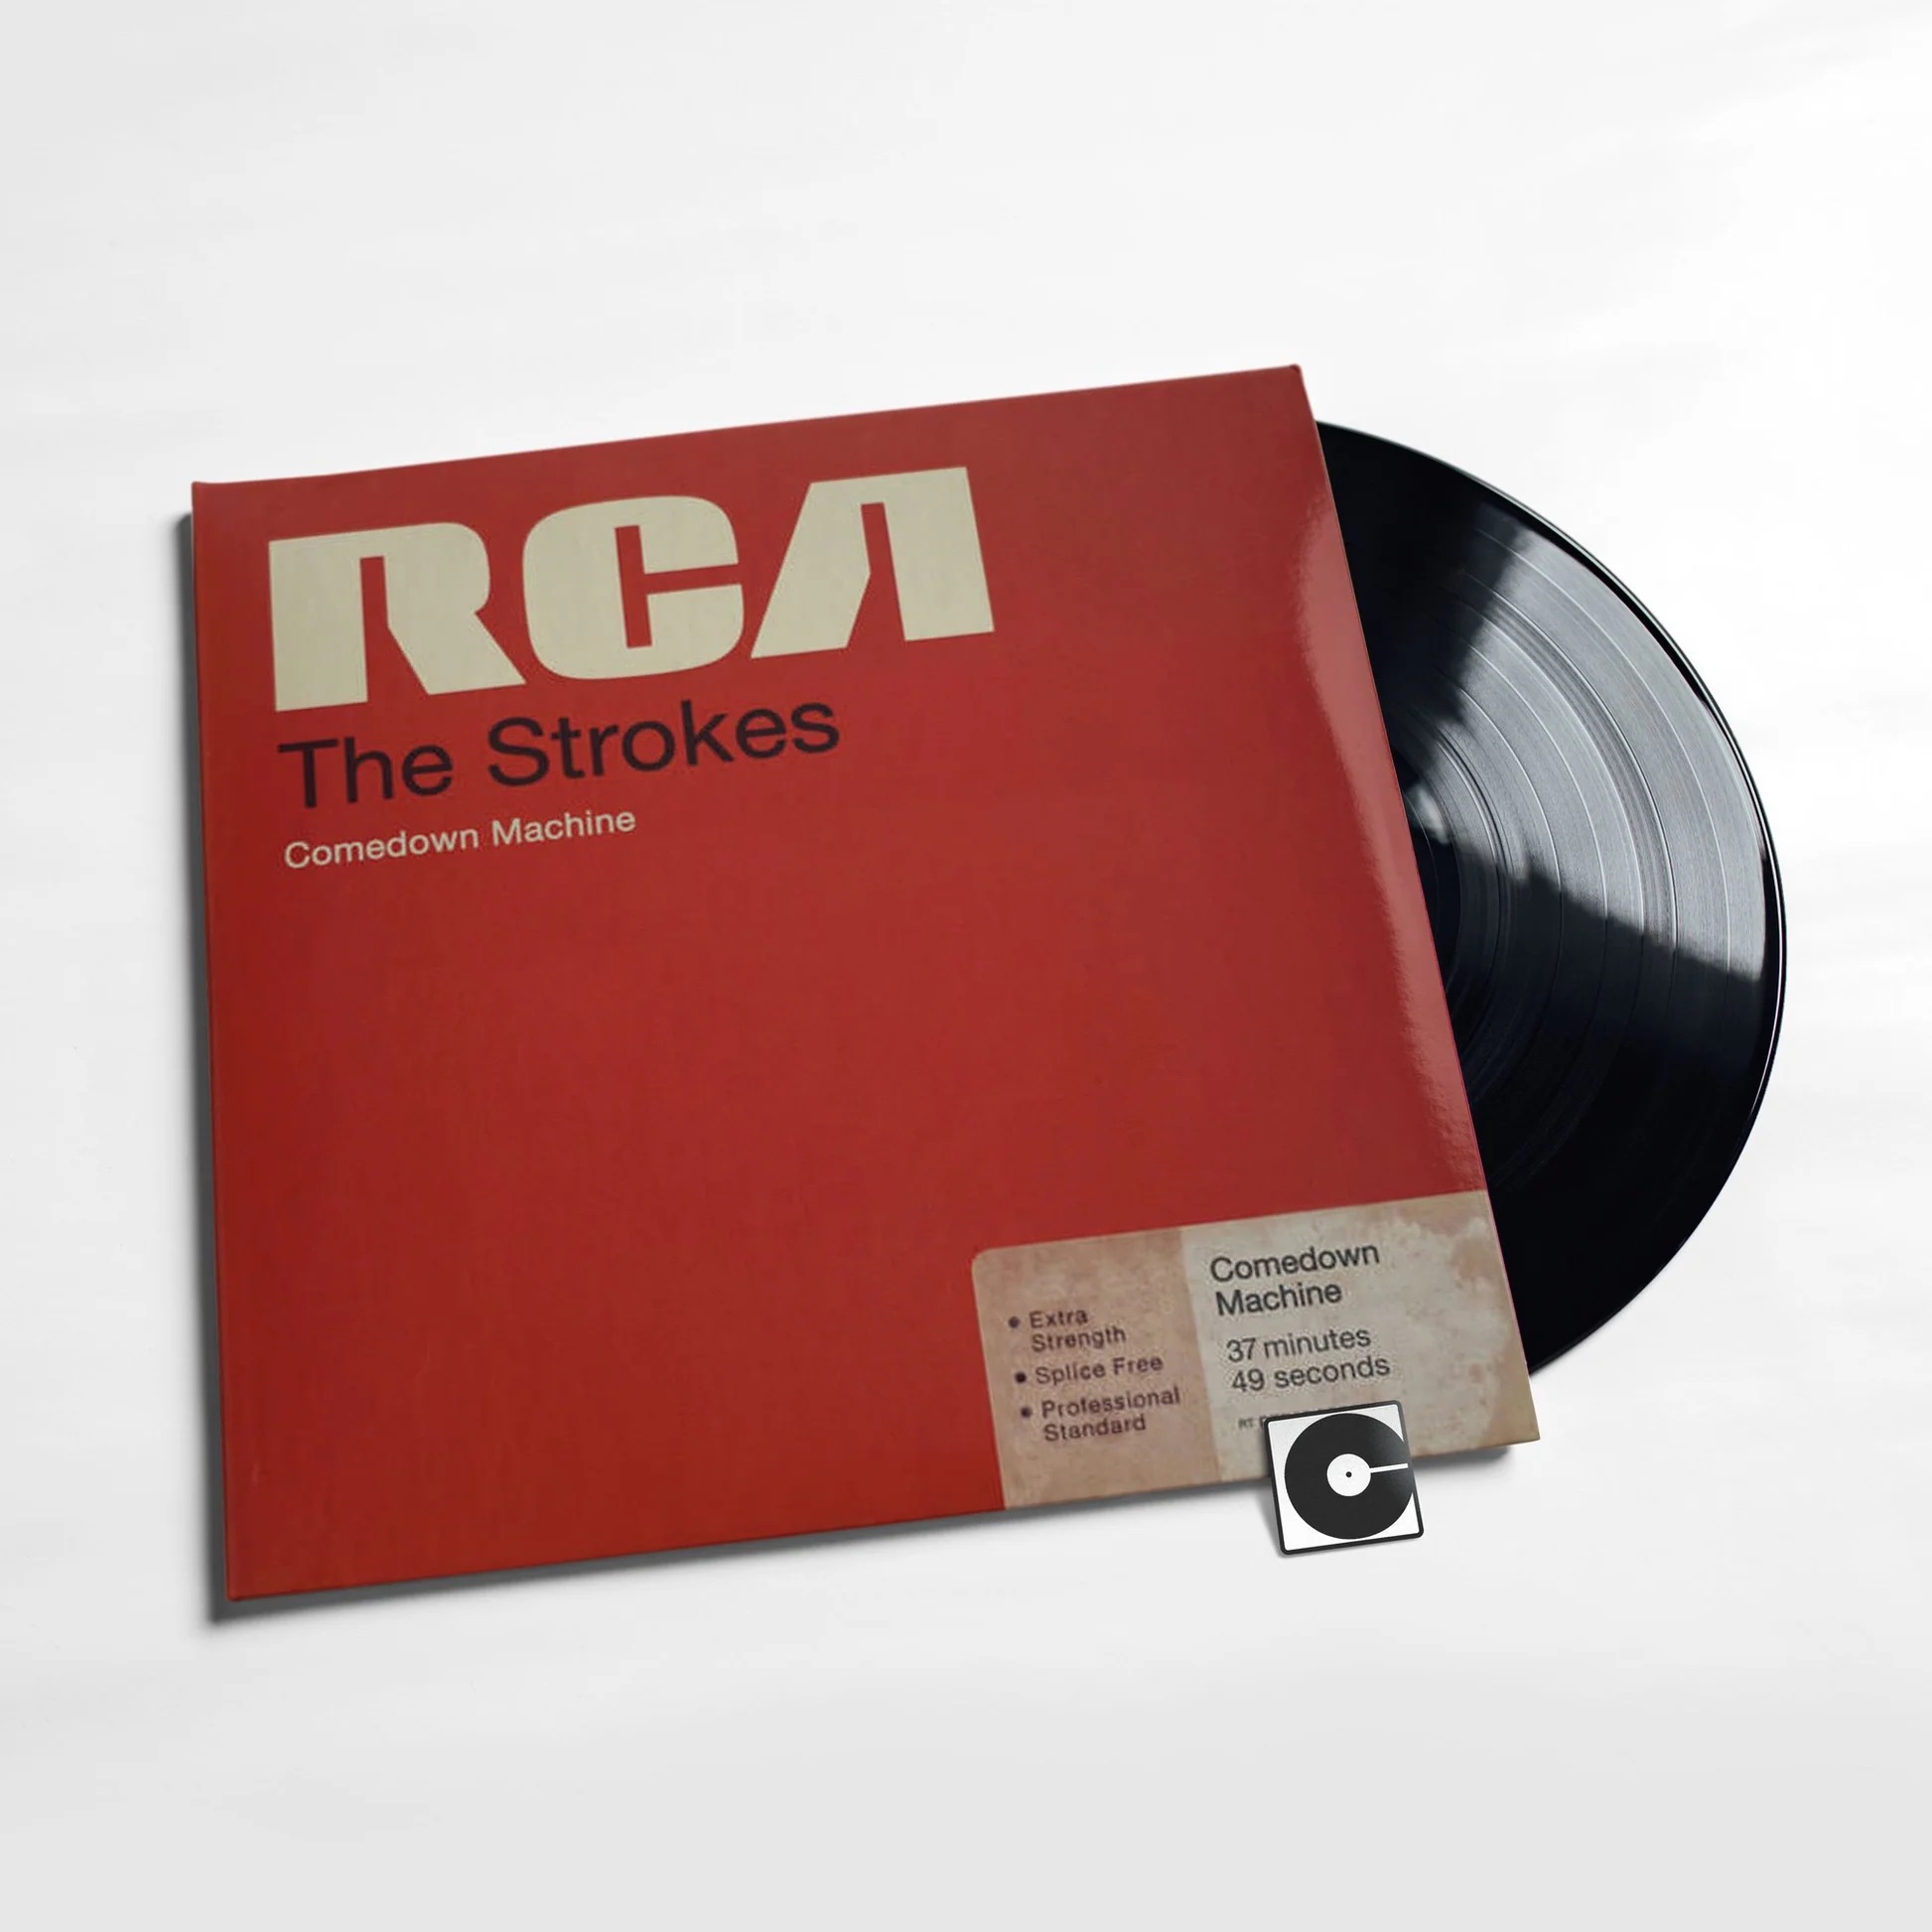 RCA
The Strokes
Comedown Machine
• Extra
Strength
• Splice Free
• Professional
Standard
Comedown
Machine
37 minutes
49 seconds